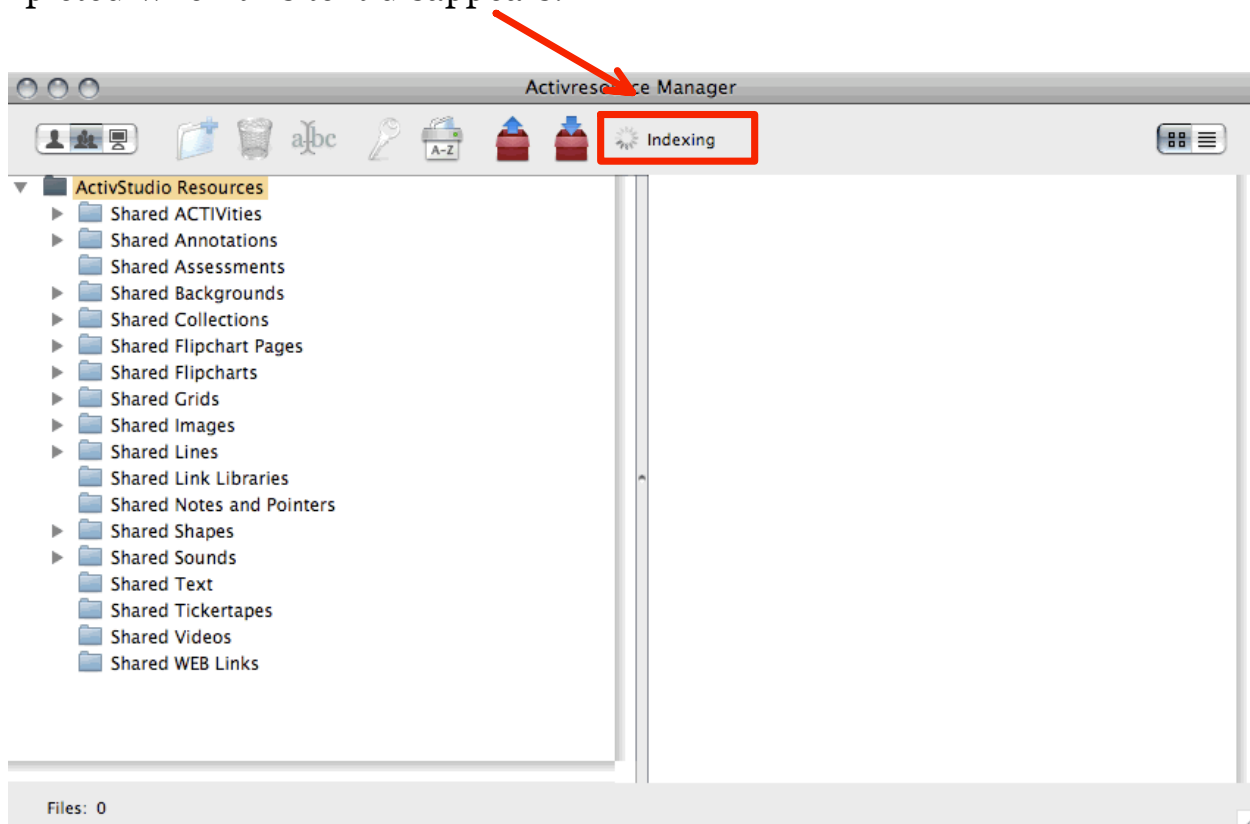 Activresource Manager
abc
A-Z
Indexing
ActivStudio Resources
Shared ACTIVities
Shared Annotations
Shared Assessments
Shared Backgrounds
Shared Collections
Shared Flipchart Pages
Shared Flipcharts
Shared Grids
Shared Images
Shared Lines
Shared Link Libraries
Shared Notes and Pointers
Shared Shapes
Shared Sounds
Shared Text
Shared Tickertapes
Shared Videos
Shared WEB Links
Files: 0